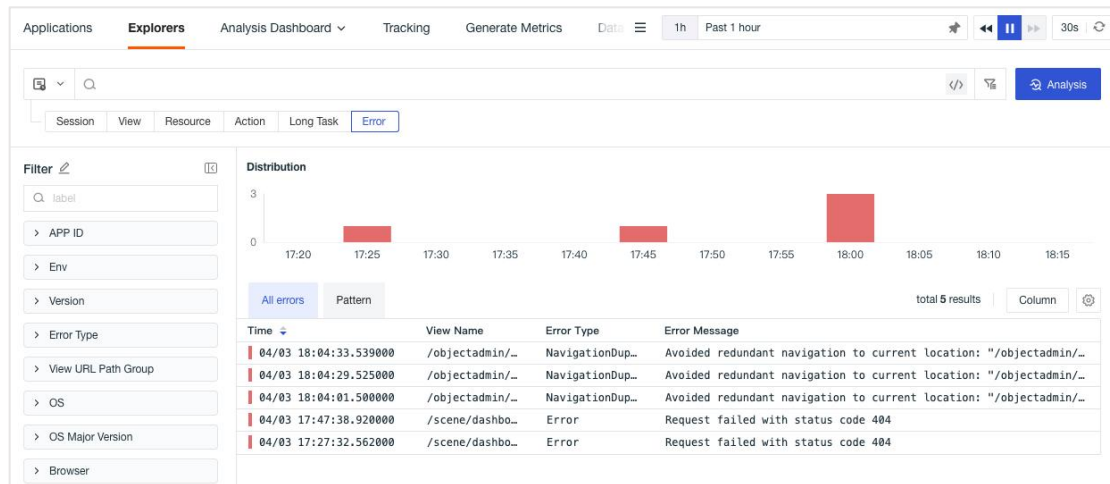 Applications Explorers Analysis Dashboard Tracking Generate Metrics Data 1h Past 1 hour 30s
</> Analysis
Session View Resource Action Long Task Error
Filter
label
APP ID
Env
Version
Error Type
View URL Path Group
OS
OS Major Version
Browser
Distribution
3
0
17:20 17:25 17:30 17:35 17:40 17:45 17:50 17:55 18:00 18:05 18:10 18:15
All errors Pattern total 5 results Column
Time View Name Error Type Error Message
04/03 18:04:33.539000 /objectadmin/… NavigationDup… Avoided redundant navigation to current location: "/objectadmin/…
04/03 18:04:29.525000 /objectadmin/… NavigationDup… Avoided redundant navigation to current location: "/objectadmin/…
04/03 18:04:01.500000 /objectadmin/… NavigationDup… Avoided redundant navigation to current location: "/objectadmin/…
04/03 17:47:38.920000 /scene/dashbo… Error Request failed with status code 404
04/03 17:27:32.562000 /scene/dashbo… Error Request failed with status code 404